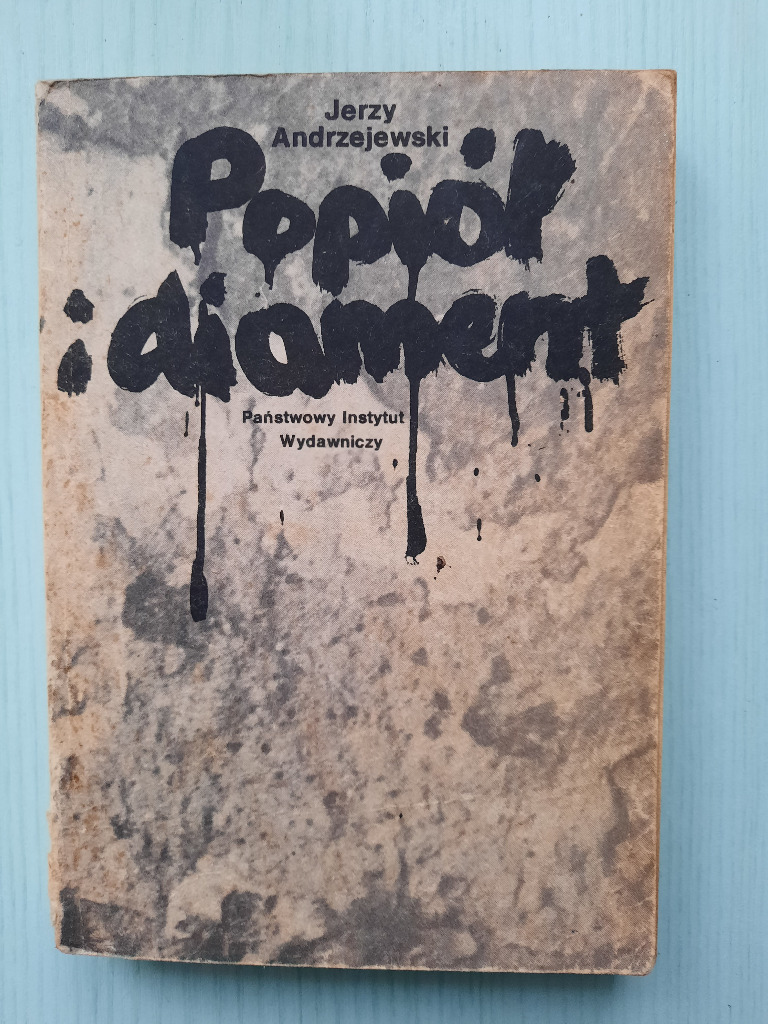 Jerzy
Andrzejewski
Popiół
i diament
Państwowy Instytut
Wydawniczy